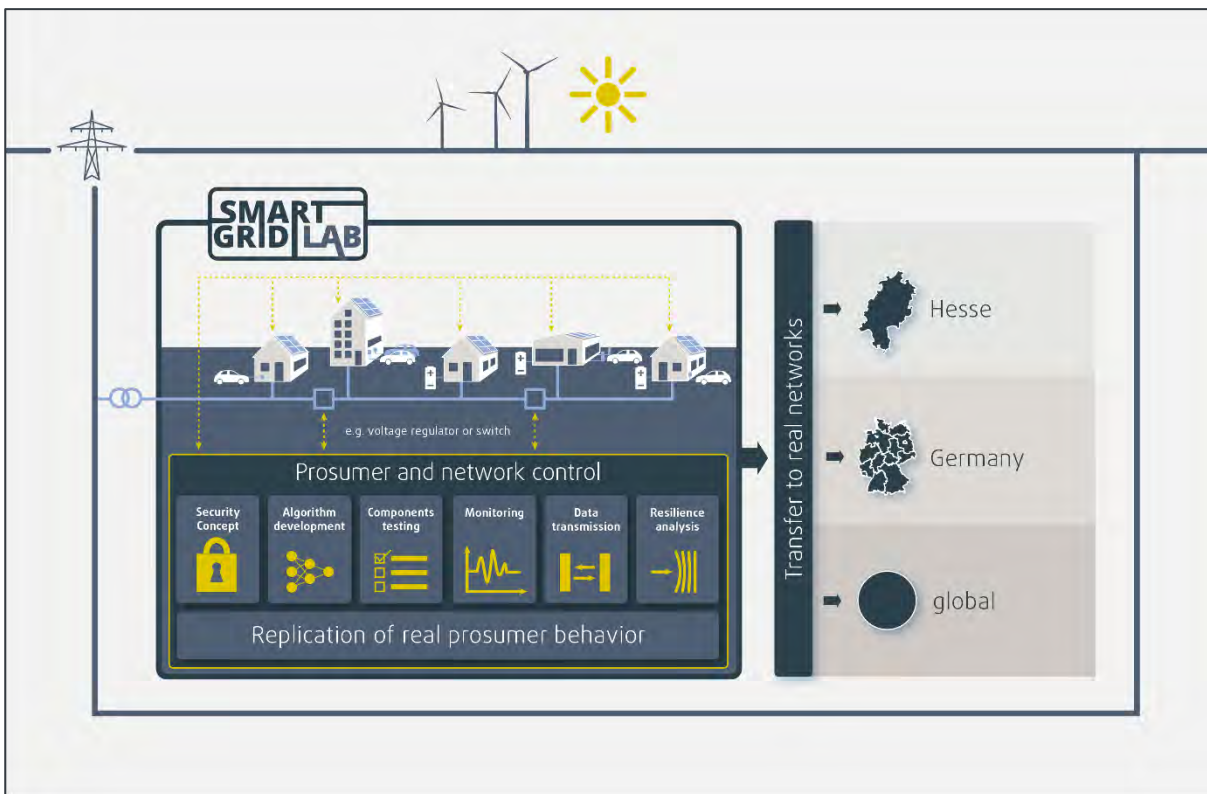 SMART
GRID LAB
e.g. voltage regulator or switch
Prosumer and network control
Security
Concept
Algorithm
development
Components
testing
Monitoring
Data
transmission
Resilience
analysis
Replication of real prosumer behavior
Transfer to real networks
Hesse
Germany
global